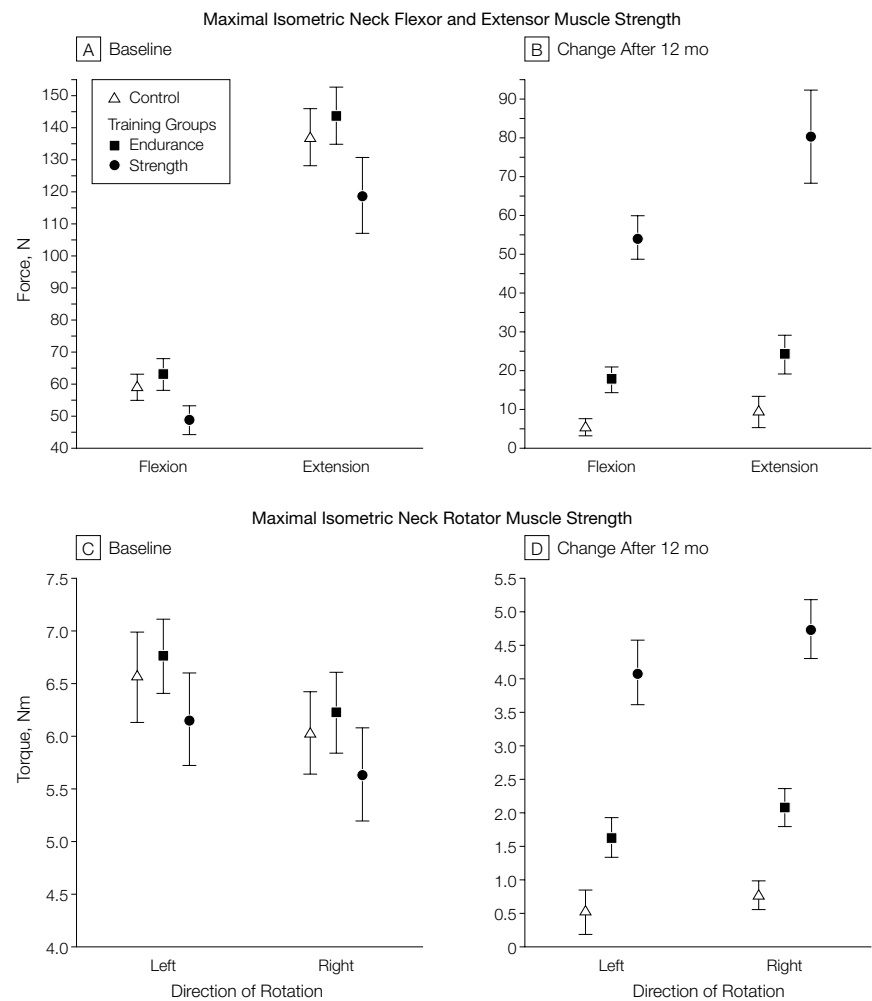 Maximal Isometric Neck Flexor and Extensor Muscle Strength
A Baseline
B Change After 12 mo
Control
Training Groups
Endurance
Strength
Force, N
150
140
130
120
110
100
90
80
70
60
50
40
Flexion
Extension
90
80
70
60
50
40
30
20
10
0
Flexion
Extension
Maximal Isometric Neck Rotator Muscle Strength
C Baseline
D Change After 12 mo
Torque, Nm
7.5
7.0
6.5
6.0
5.5
5.0
4.5
4.0
Left
Right
Direction of Rotation
5.5
5.0
4.5
4.0
3.5
3.0
2.5
2.0
1.5
1.0
0.5
0
Left
Right
Direction of Rotation